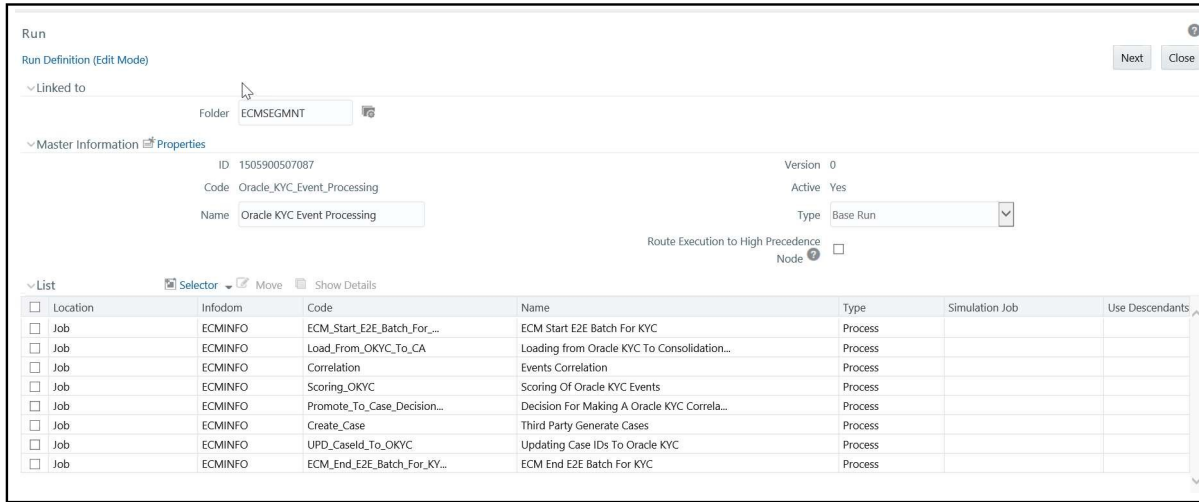 Run
?
Run Definition (Edit Mode)
Next Close
Linked to
Folder ECMSEGMNT
Master Information Properties
ID 1505900507087 Version 0
Code Oracle_KYC_Event_Processing Active Yes
Name Oracle KYC Event Processing Type Base Run
Route Execution to High Precedence
Node ?
List Selector Move Show Details
Location Infodom Code Name Type Simulation Job Use Descendants
Job ECMINFO ECM_Start_E2E_Batch_For_... ECM Start E2E Batch For KYC Process
Job ECMINFO Load_From_OKYC_To_CA Loading from Oracle KYC To Consolidation... Process
Job ECMINFO Correlation Events Correlation Process
Job ECMINFO Scoring_OKYC Scoring Of Oracle KYC Events Process
Job ECMINFO Promote_To_Case_Decision... Decision For Making A Oracle KYC Correla... Process
Job ECMINFO Create_Case Third Party Generate Cases Process
Job ECMINFO UPD_CaseId_To_OKYC Updating Case IDs To Oracle KYC Process
Job ECMINFO ECM_End_E2E_Batch_For_KY... ECM End E2E Batch For KYC Process